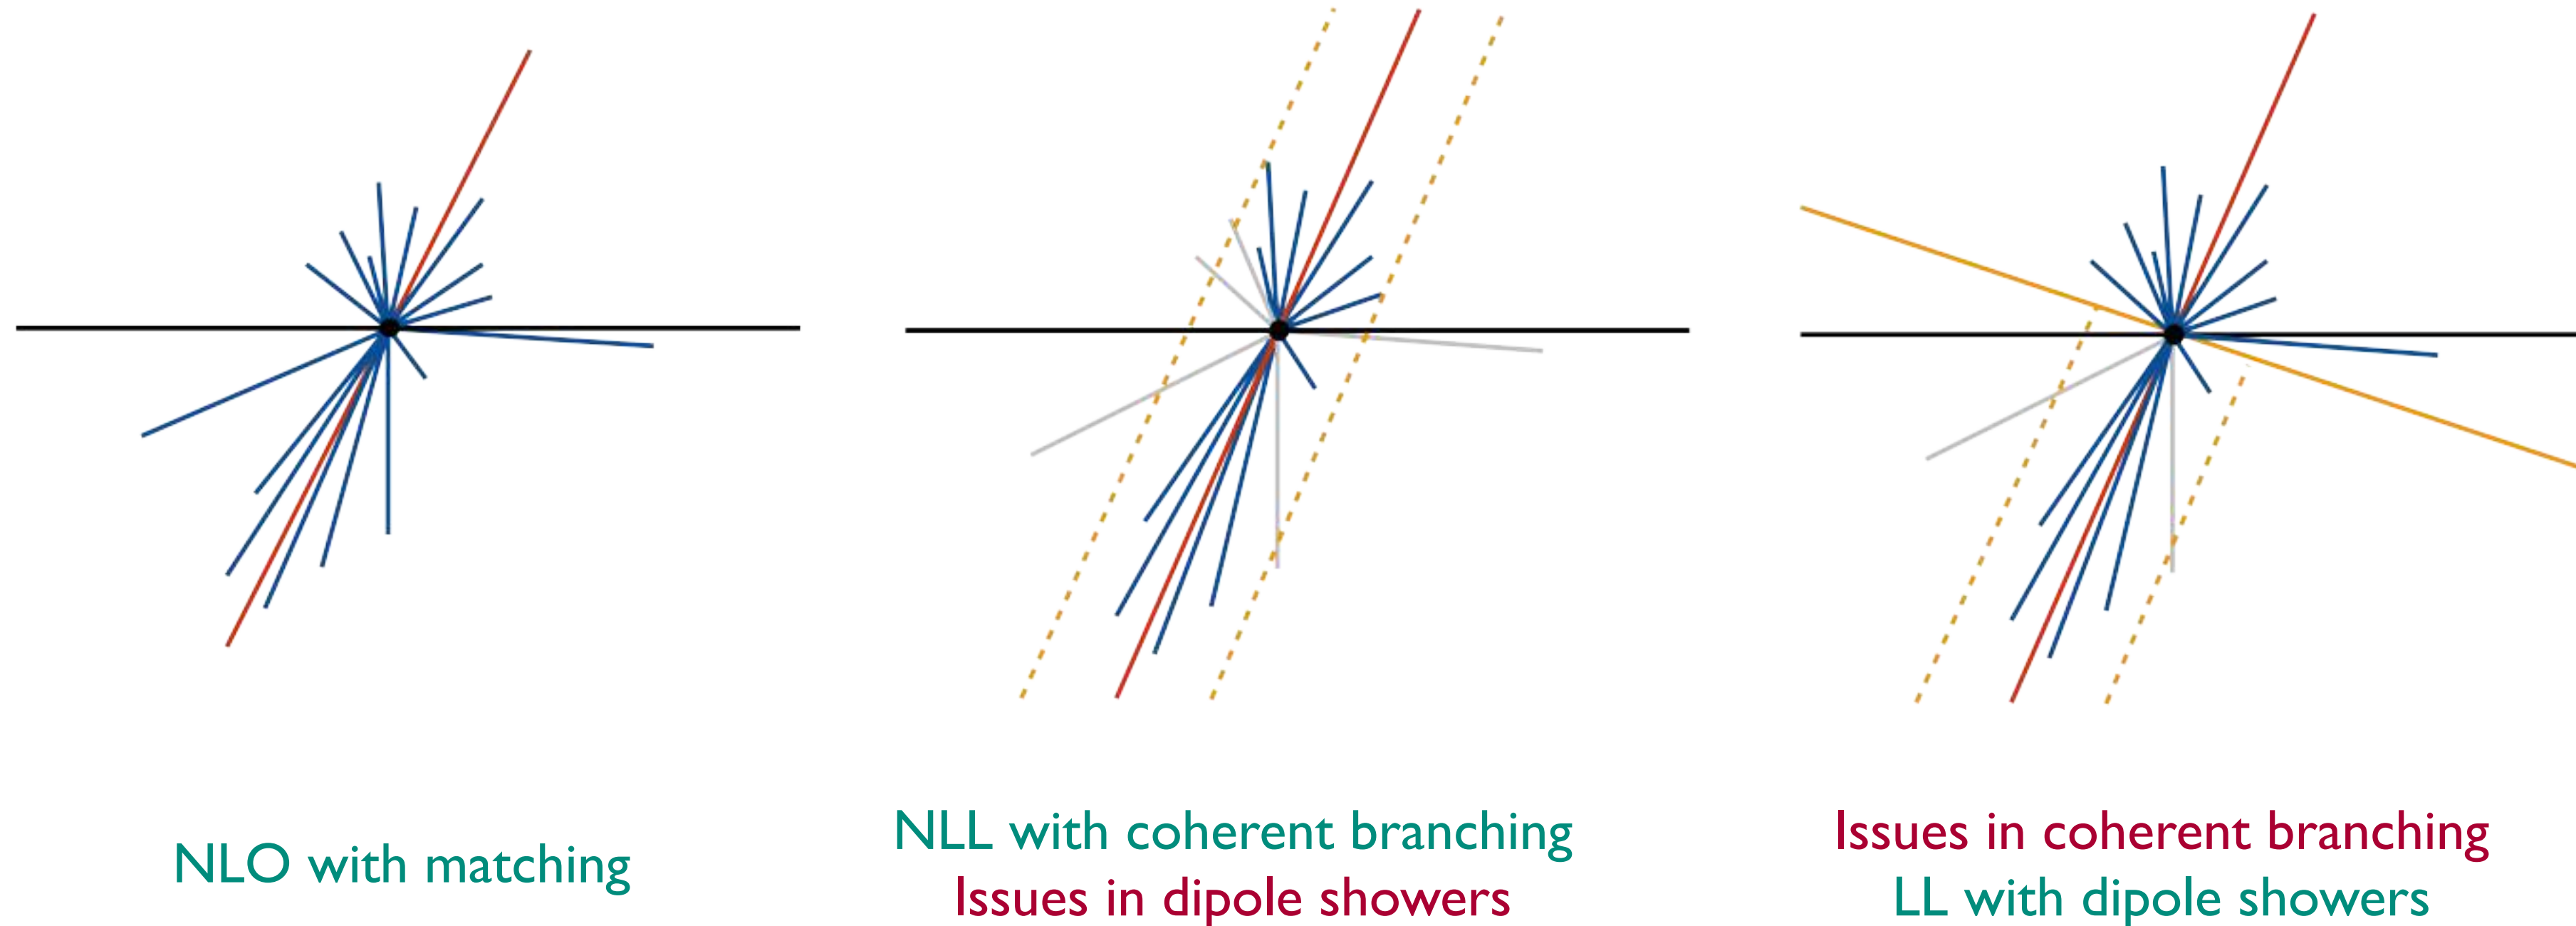 NLO with matching
NLL with coherent branching
Issues in dipole showers
Issues in coherent branching
LL with dipole showers